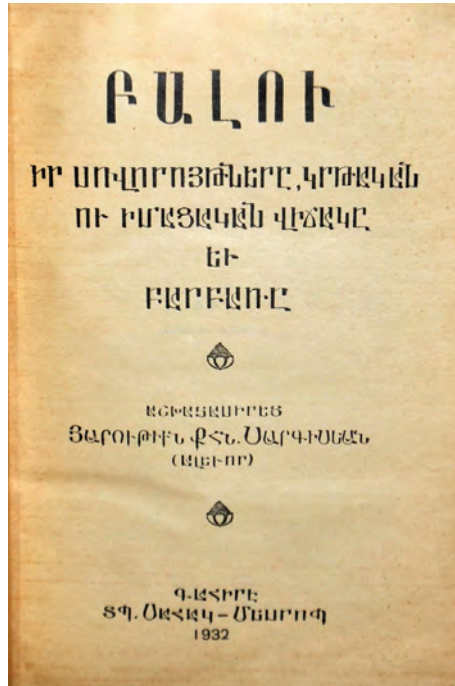 ԲԱԼՈՒ
ԻՐ ՍՈՎՈՐՈՅԹՆԵՐԸ, ԿՐԹԱԿԱՆ
ՈՒ ԻՄԱՑԱԿԱՆ ՎԻՃԱԿԸ
ԵՒ
ԲԱՐԲԱՌԸ
ԱՇԽԱՏԱՍԻՐԵՑ
ՅԱՐՈՒԹԻՒՆ ՔՀՆ. ՍԱՐԳԻՍԵԱՆ
(ԱԼԵՒՈՐ)
ԳԱՀԻՐԷ
ՏՊ. ՍԱՀԱԿ – ՄԵՍՐՈՊ
1932